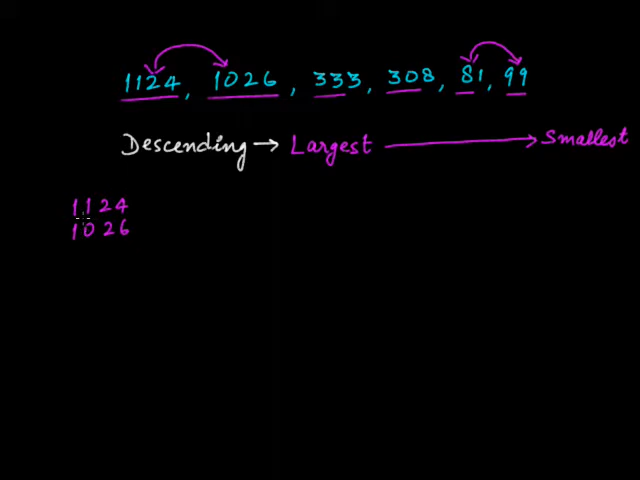 1124, 1026, 333, 308, 81, 99
Descending → Largest → Smallest
1124
1026